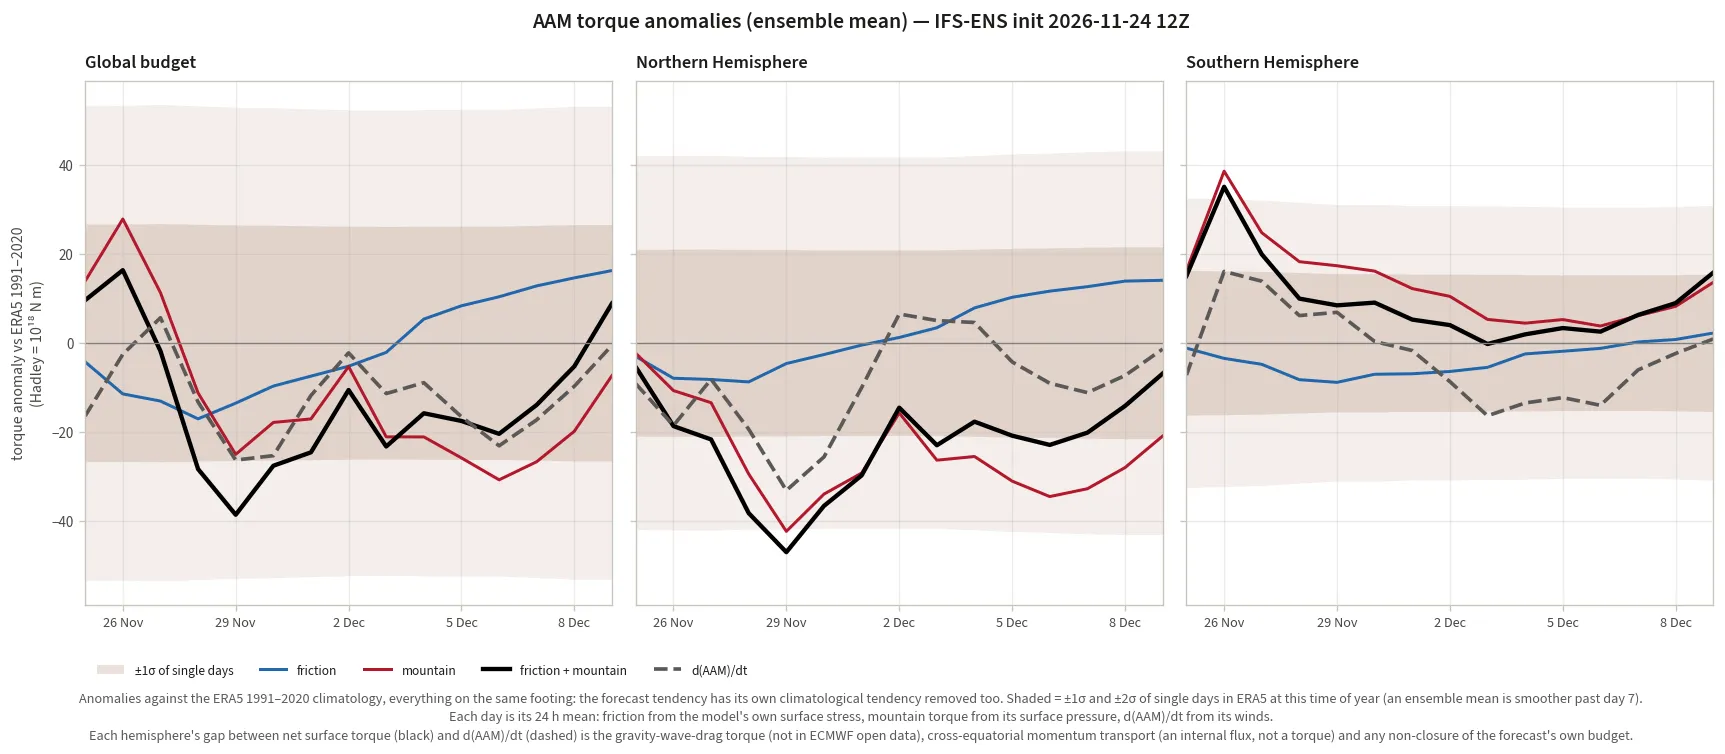 AAM torque anomalies (ensemble mean) — IFS-ENS init 2026-11-24 12Z
Global budget
Northern Hemisphere
Southern Hemisphere
torque anomaly vs ERA5 1991–2020
(Hadley = 10¹⁸ N m)
40
20
0
−20
−40
26 Nov 29 Nov 2 Dec 5 Dec 8 Dec
26 Nov 29 Nov 2 Dec 5 Dec 8 Dec
26 Nov 29 Nov 2 Dec 5 Dec 8 Dec
±1σ of single days friction mountain friction + mountain d(AAM)/dt
Anomalies against the ERA5 1991–2020 climatology, everything on the same footing: the forecast tendency has its own climatological tendency removed too. Shaded = ±1σ and ±2σ of single days in ERA5 at this time of year (an ensemble mean is smoother past day 7).
Each day is its 24 h mean: friction from the model's own surface stress, mountain torque from its surface pressure, d(AAM)/dt from its winds.
Each hemisphere's gap between net surface torque (black) and d(AAM)/dt (dashed) is the gravity-wave-drag torque (not in ECMWF open data), cross-equatorial momentum transport (an internal flux, not a torque) and any non-closure of the forecast's own budget.